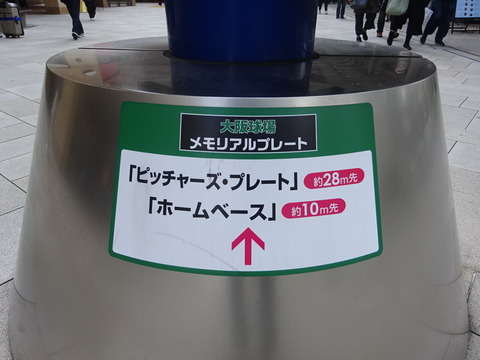 大阪球場
メモリアルプレート
「ピッチャーズ・プレート」 約28m先
「ホームベース」 約10m先